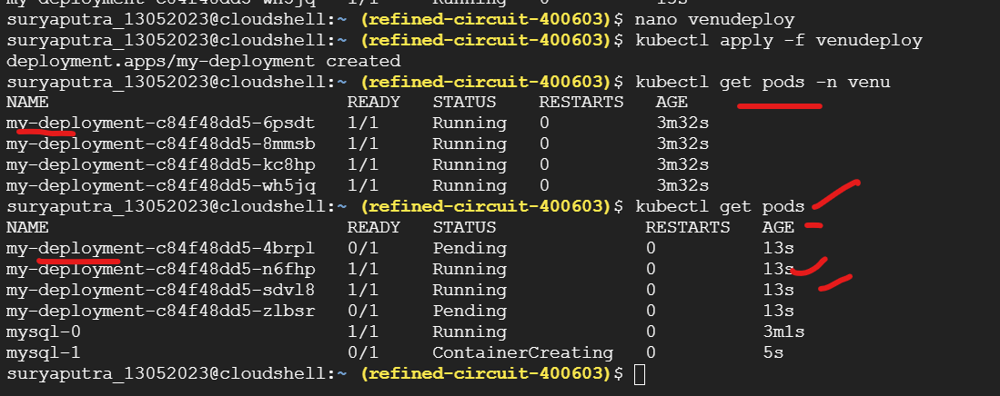 suryaputra_13052023@cloudshell:~ (refined-circuit-400603)$ nano venudeploy
suryaputra_13052023@cloudshell:~ (refined-circuit-400603)$ kubectl apply -f venudeploy
deployment.apps/my-deployment created
suryaputra_13052023@cloudshell:~ (refined-circuit-400603)$ kubectl get pods -n venu
NAME READY STATUS RESTARTS AGE
my-deployment-c84f48dd5-6psdt 1/1 Running 0 3m32s
my-deployment-c84f48dd5-8mmsb 1/1 Running 0 3m32s
my-deployment-c84f48dd5-kc8hp 1/1 Running 0 3m32s
my-deployment-c84f48dd5-wh5jq 1/1 Running 0 3m32s
suryaputra_13052023@cloudshell:~ (refined-circuit-400603)$ kubectl get pods
NAME READY STATUS RESTARTS AGE
my-deployment-c84f48dd5-4brpl 0/1 Pending 0 13s
my-deployment-c84f48dd5-n6fhp 1/1 Running 0 13s
my-deployment-c84f48dd5-sdvl8 1/1 Running 0 13s
my-deployment-c84f48dd5-zlbsr 0/1 Pending 0 13s
mysql-0 1/1 Running 0 3m1s
mysql-1 0/1 ContainerCreating 0 5s
suryaputra_13052023@cloudshell:~ (refined-circuit-400603)$